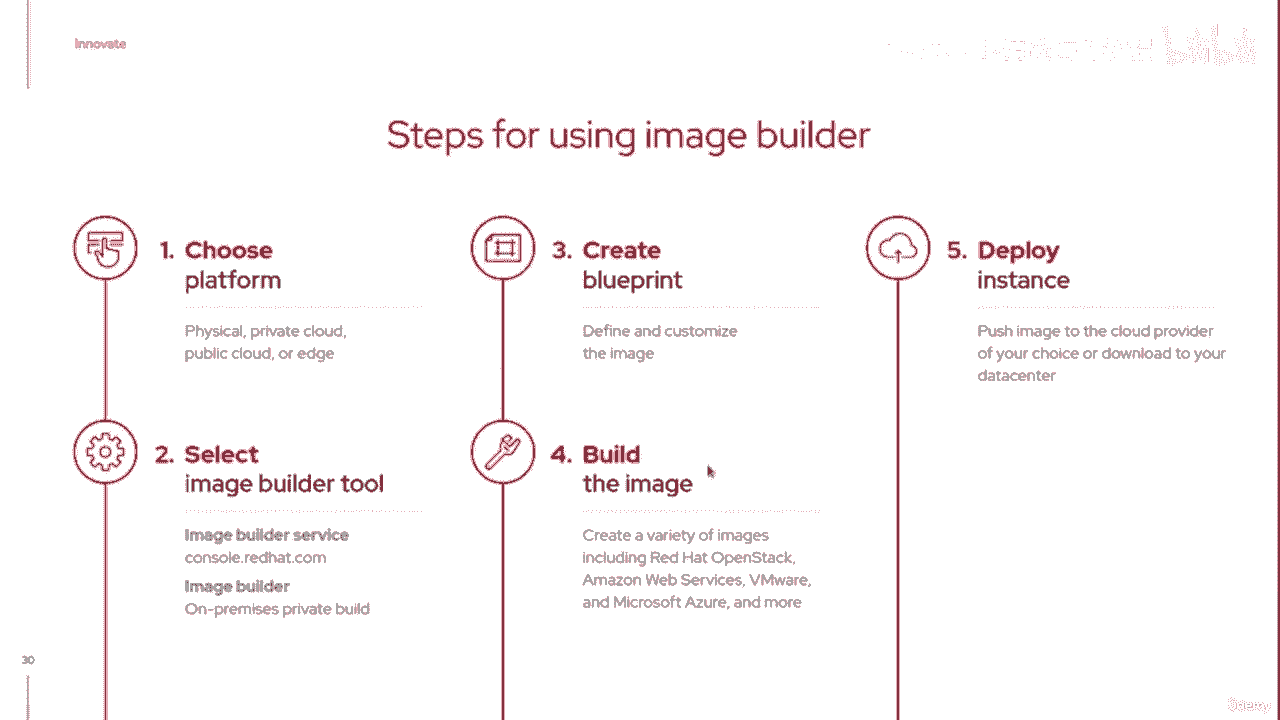 Innovate
Steps for using image builder
1. Choose
platform
Physical, private cloud,
public cloud, or edge
2. Select
image builder tool
Image builder service
console.redhat.com
Image builder
On-premises private build
3. Create
blueprint
Define and customize
the image
4. Build
the image
Create a variety of images
including Red Hat OpenStack,
Amazon Web Services, VMware,
and Microsoft Azure, and more
5. Deploy
instance
Push image to the cloud provider
of your choice or download to your
datacenter
30
Udemy